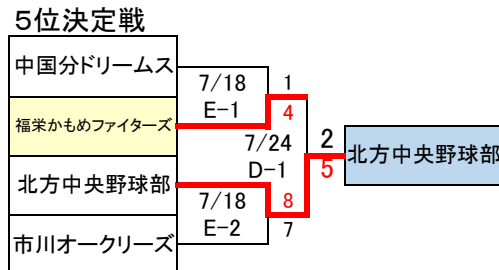 5位決定戦
中国分ドリームス
7/18
E-1
1
4
福栄かもめファイターズ
7/24
D-1
2
5
北方中央野球部
北方中央野球部
7/18
E-2
8
7
市川オークリーズ